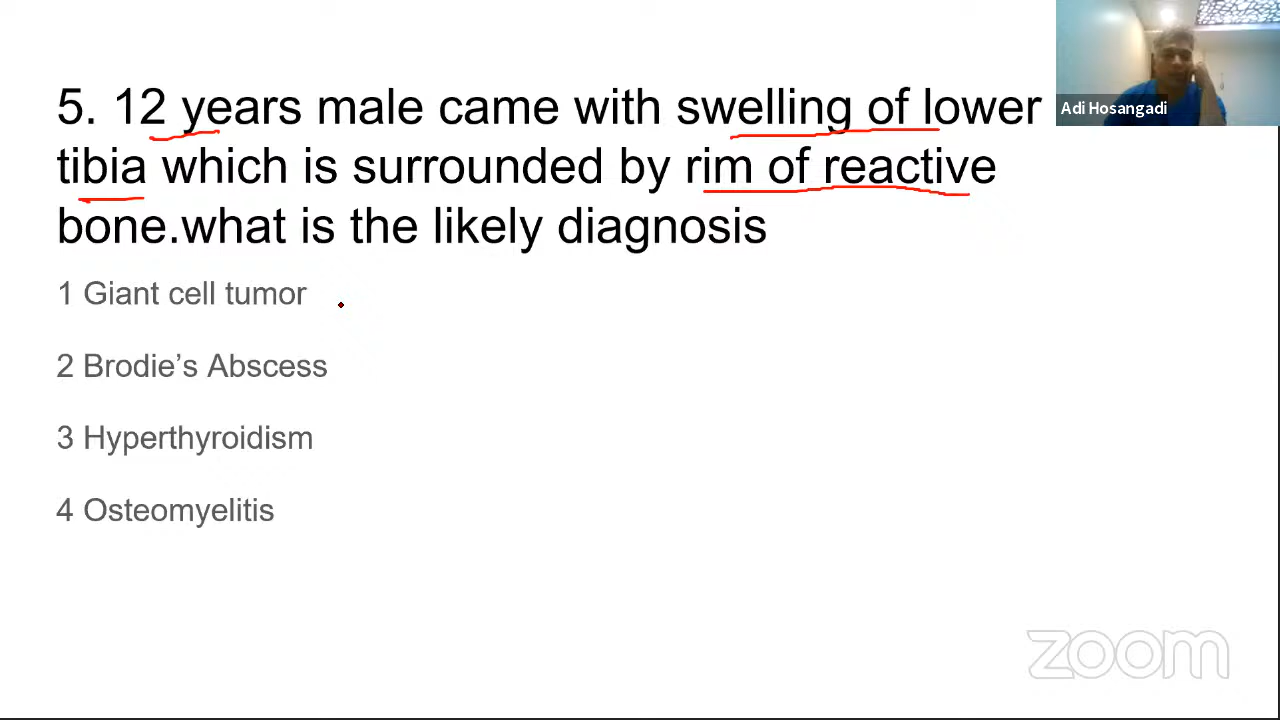 5. 12 years male came with swelling of lower
tibia which is surrounded by rim of reactive
bone.what is the likely diagnosis
1 Giant cell tumor
2 Brodie’s Abscess
3 Hyperthyroidism
4 Osteomyelitis
Adi Hosangadi
zoom